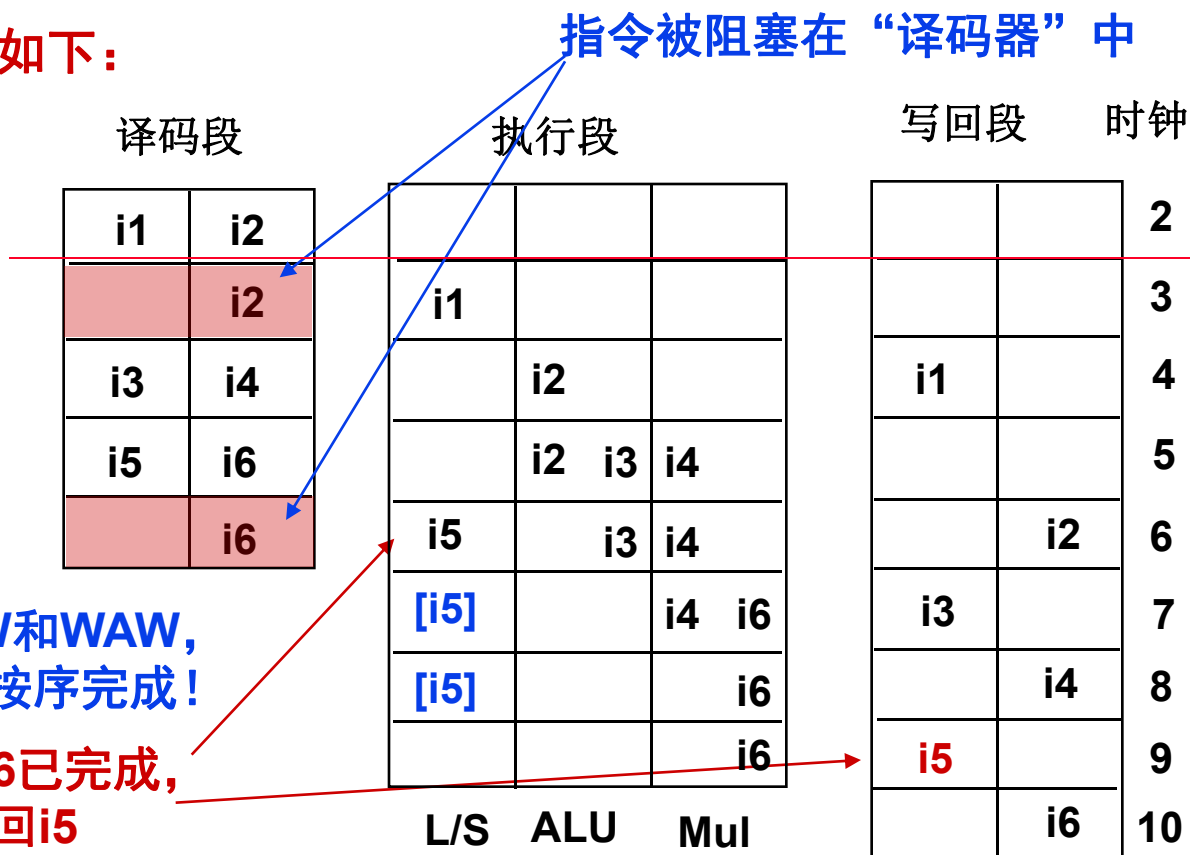 如下：
指令被阻塞在“译码器”中
译码段 执行段 写回段 时钟
i1 i2 2
i2 i1 3
i3 i4 i2 i1 4
i5 i6 i2 i3 i4 5
i6 i5 i3 i4 i2 6
[i5] i4 i6 i3 7
[i5] i6 i4 8
i6 i5 9
i6 10
L/S ALU Mul
和WAW，
按序完成！
6已完成，
回i5